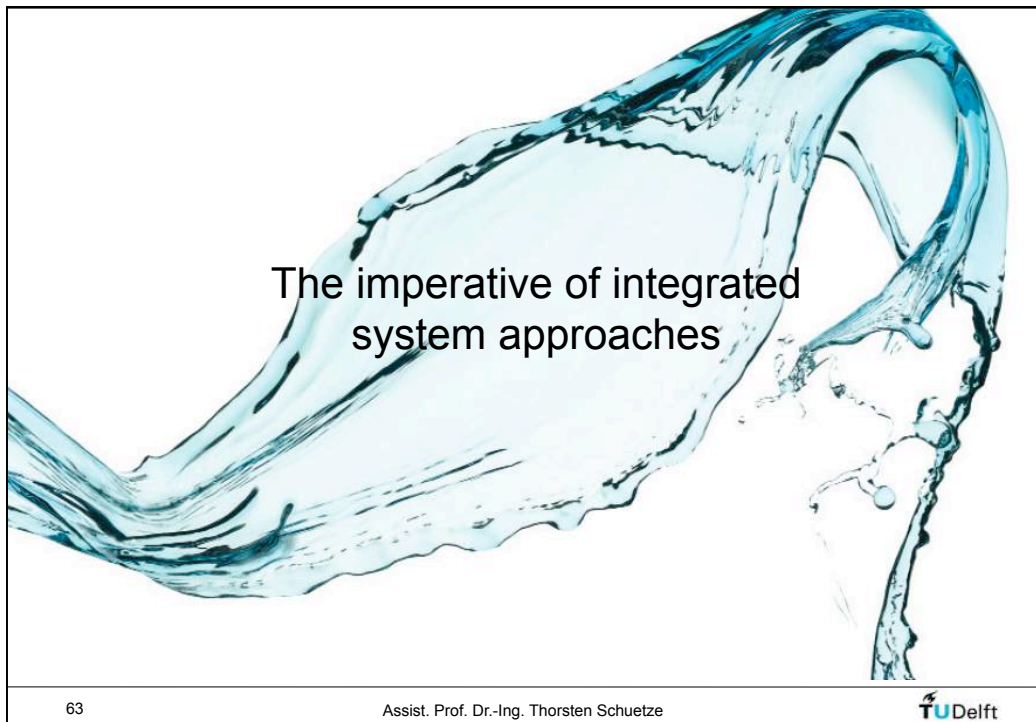 The imperative of integrated
system approaches
63
Assist. Prof. Dr.-Ing. Thorsten Schuetze
TUDelft